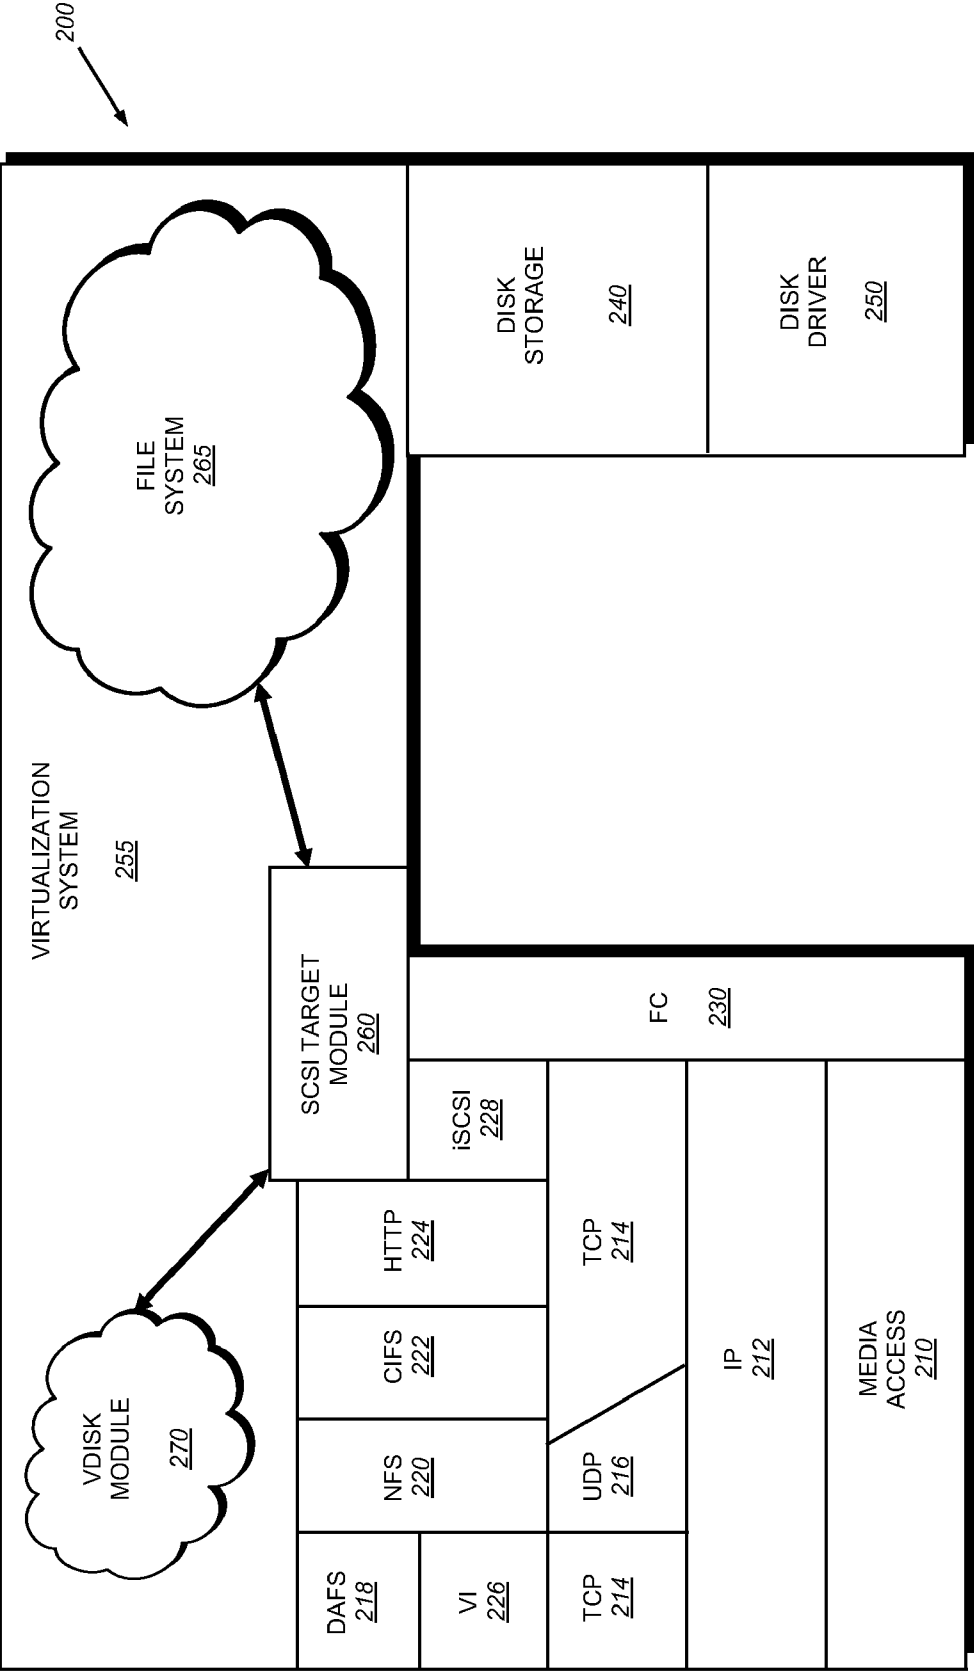 200
VIRTUALIZATION
SYSTEM
255
VDISK
MODULE
270
FILE
SYSTEM
265
SCSI TARGET
MODULE
260
DAFS
218
VI
226
NFS
220
CIFS
222
HTTP
224
iSCSI
228
FC
230
TCP
214
UDP
216
TCP
214
IP
212
MEDIA
ACCESS
210
DISK
STORAGE
240
DISK
DRIVER
250